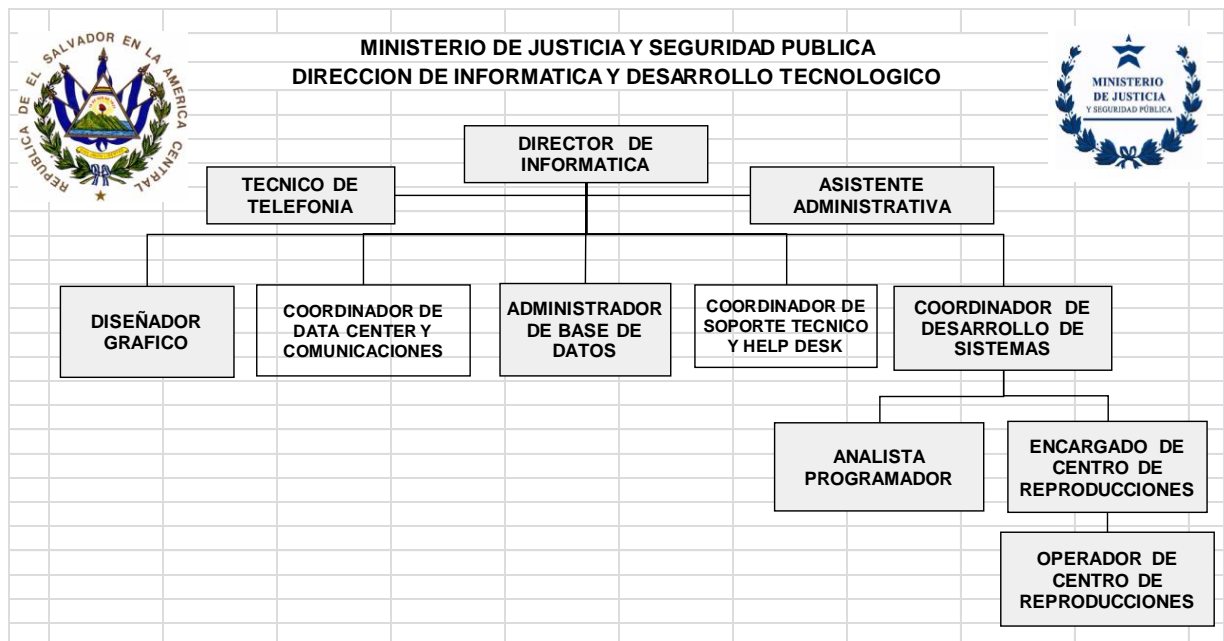 REPUBLICA DE EL SALVADOR EN LA AMERICA CENTRAL
MINISTERIO DE JUSTICIA Y SEGURIDAD PUBLICA
DIRECCION DE INFORMATICA Y DESARROLLO TECNOLOGICO
MINISTERIO
DE JUSTICIA
Y SEGURIDAD PÚBLICA
DIRECTOR DE
INFORMATICA
TECNICO DE
TELEFONIA
ASISTENTE
ADMINISTRATIVA
DISEÑADOR
GRAFICO
COORDINADOR DE
DATA CENTER Y
COMUNICACIONES
ADMINISTRADOR
DE BASE DE
DATOS
COORDINADOR DE
SOPORTE TECNICO
Y HELP DESK
COORDINADOR DE
DESARROLLO DE
SISTEMAS
ANALISTA
PROGRAMADOR
ENCARGADO DE
CENTRO DE
REPRODUCCIONES
OPERADOR DE
CENTRO DE
REPRODUCCIONES